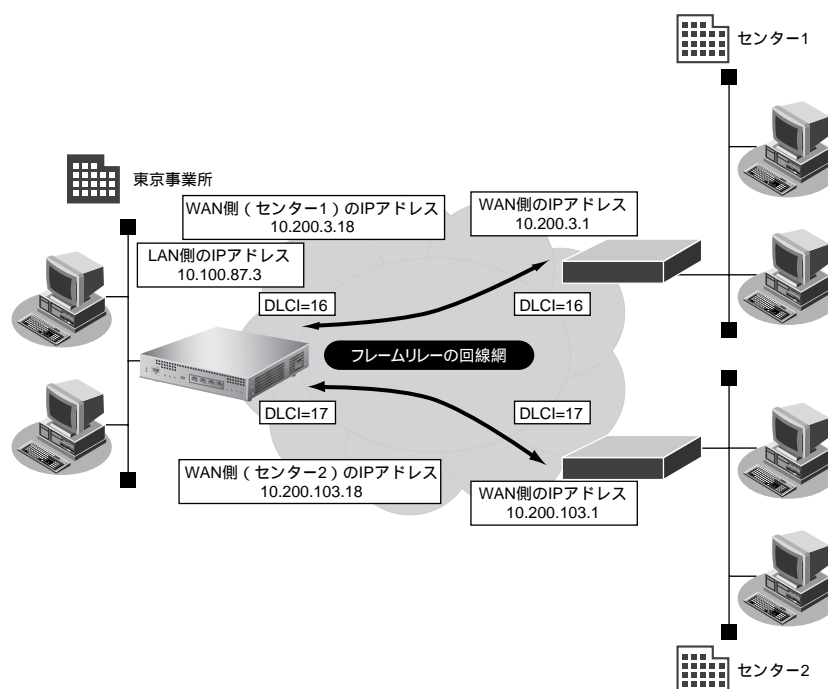 センター1
東京事業所
WAN側（センター1）のIPアドレス
10.200.3.18
WAN側のIPアドレス
10.200.3.1
LAN側のIPアドレス
10.100.87.3
DLCI=16
DLCI=16
フレームリレーの回線網
DLCI=17
DLCI=17
WAN側（センター2）のIPアドレス
10.200.103.18
WAN側のIPアドレス
10.200.103.1
センター2